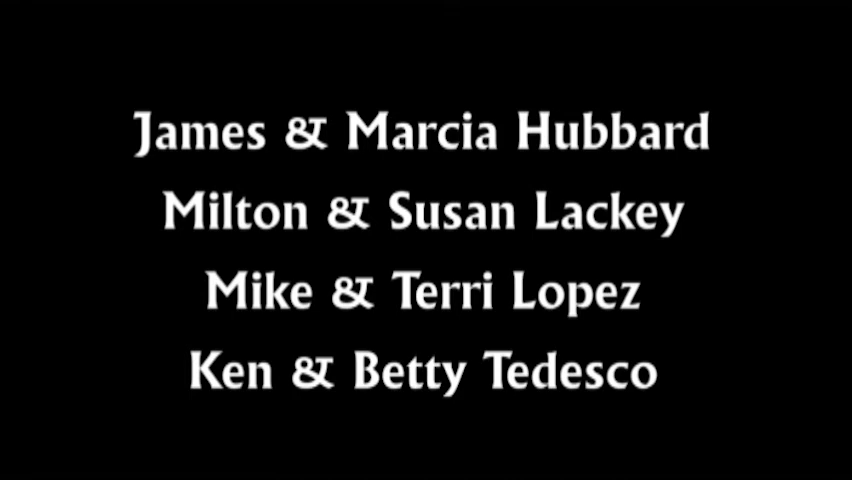 James & Marcia Hubbard
Milton & Susan Lackey
Mike & Terri Lopez
Ken & Betty Tedesco